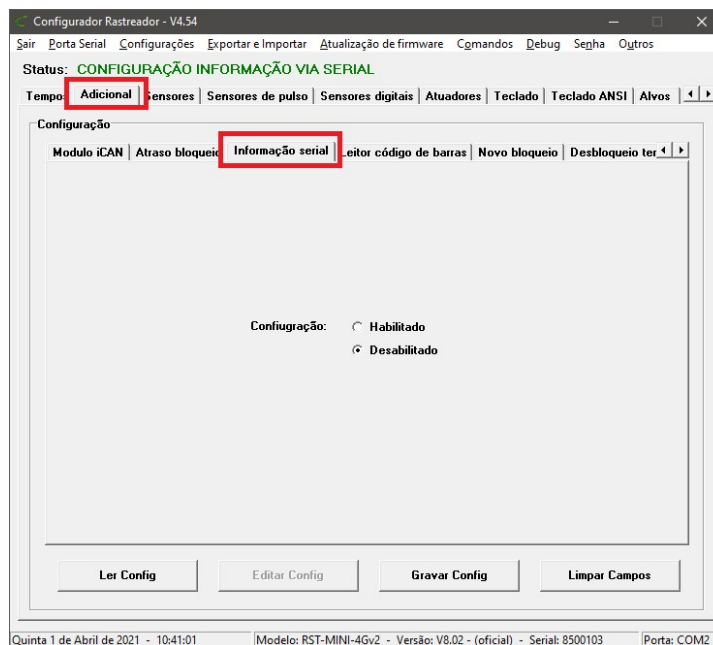 Configurador Rastreador - V4.54
Sair Porta Serial Configurações Exportar e Importar Atualização de firmware Comandos Debug Senha Outros
Status: CONFIGURAÇÃO INFORMAÇÃO VIA SERIAL
Tempo Adicional Sensores Sensores de pulso Sensores digitais Atuadores Teclado Teclado ANSI Alvos
Configuração
Modulo iCAN Atraso bloqueio Informação serial Leitor código de barras Novo bloqueio Desbloqueio ter
Confiugração: Habilitado
Desabilitado
Ler Config Editar Config Gravar Config Limpar Campos
Quinta 1 de Abril de 2021 - 10:41:01 Modelo: RST-MINI-4Gv2 - Versão: V8.02 - (oficial) - Serial: 8500103 Porta: COM2